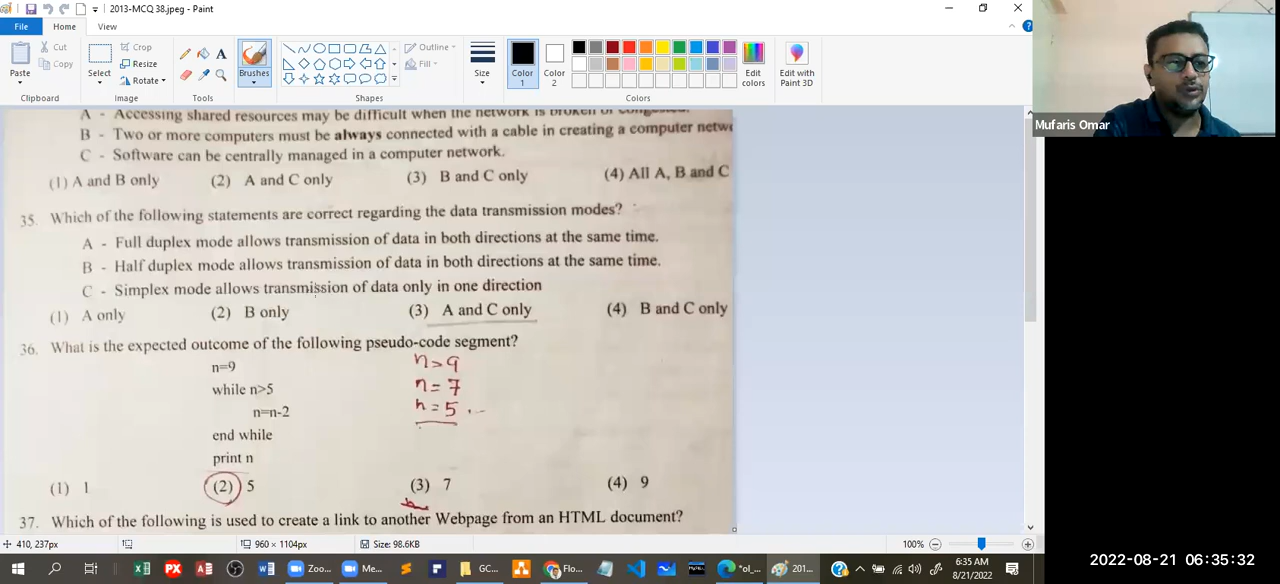 2013-MCQ 38.jpeg - Paint
File Home View
Paste
Cut
Copy
Clipboard
Select
Crop
Resize
Rotate
Image
Tools
Brushes
Shapes
Outline
Fill
Size
Color 1
Color 2
Colors
Edit colors
Edit with Paint 3D
Mufaris Omar
A - Accessing shared resources may be difficult when the network is broken or congested.
B - Two or more computers must be always connected with a cable in creating a computer netw
C - Software can be centrally managed in a computer network.
(1) A and B only (2) A and C only (3) B and C only (4) All A, B and C
35. Which of the following statements are correct regarding the data transmission modes?
A - Full duplex mode allows transmission of data in both directions at the same time.
B - Half duplex mode allows transmission of data in both directions at the same time.
C - Simplex mode allows transmission of data only in one direction
(1) A only (2) B only (3) A and C only (4) B and C only
36. What is the expected outcome of the following pseudo-code segment?
n=9
while n>5
n=n-2
end while
print n
n>9
n=7
n=5
(1) 1 (2) 5 (3) 7 (4) 9
37. Which of the following is used to create a link to another Webpage from an HTML document?
410, 237px
960 × 1104px
Size: 98.6KB
100%
Zoo...
Me...
GC...
Flo...
*ol_...
201...
6:35 AM
8/21/2022
2022-08-21 06:35:32